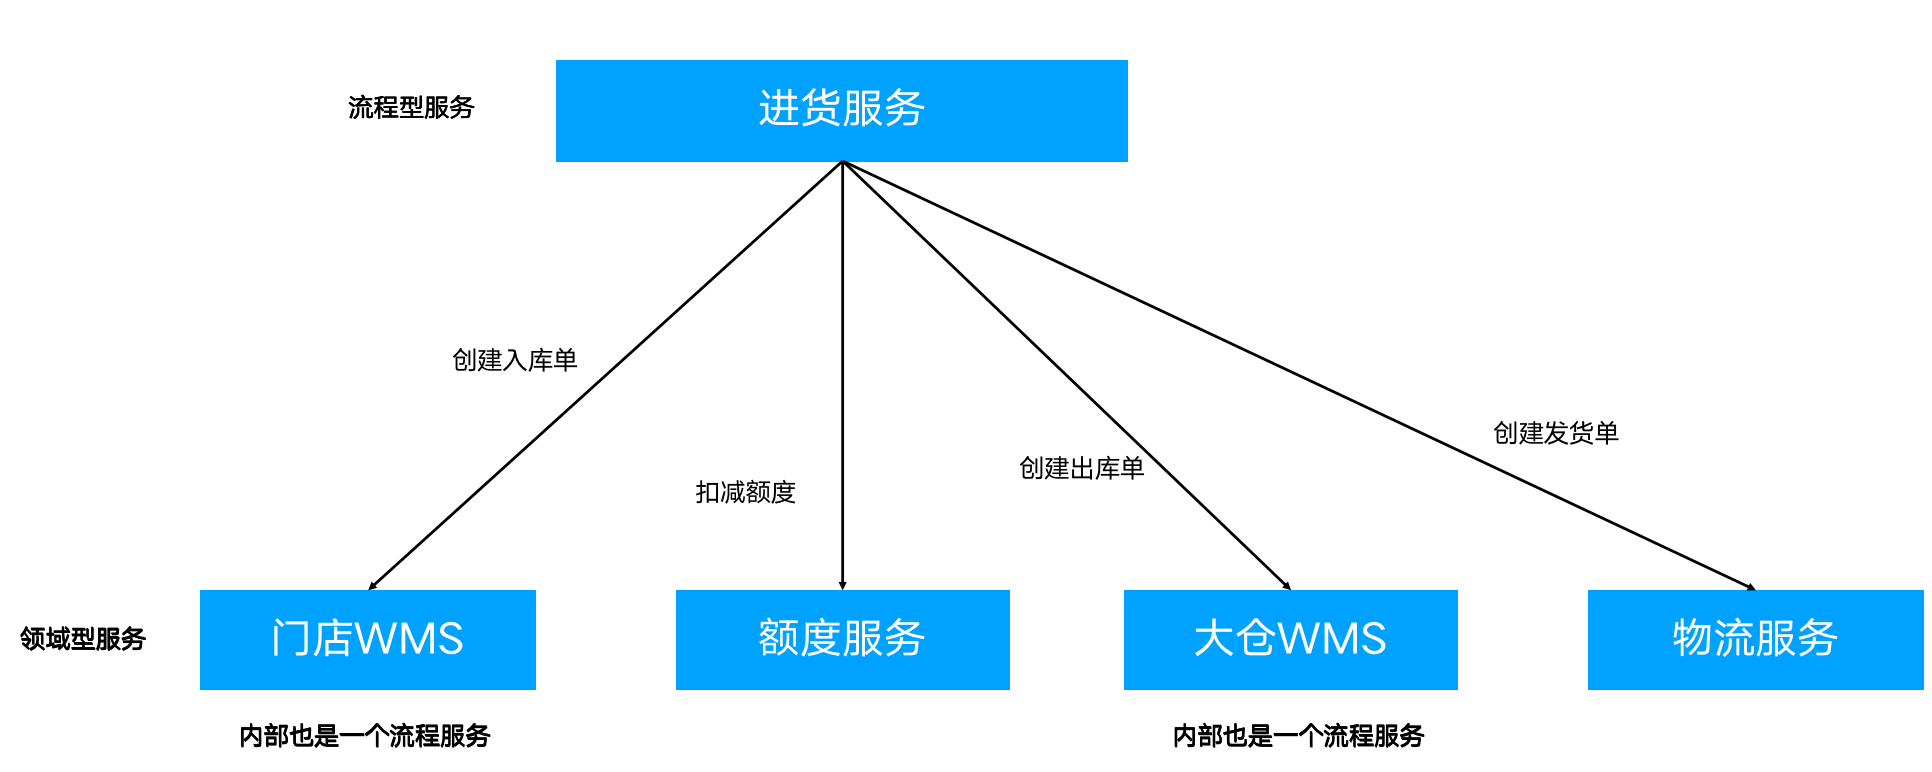 流程型服务
进货服务
创建入库单
创建发货单
创建出库单
扣减额度
领域型服务
门店WMS
额度服务
大仓WMS
物流服务
内部也是一个流程服务
内部也是一个流程服务